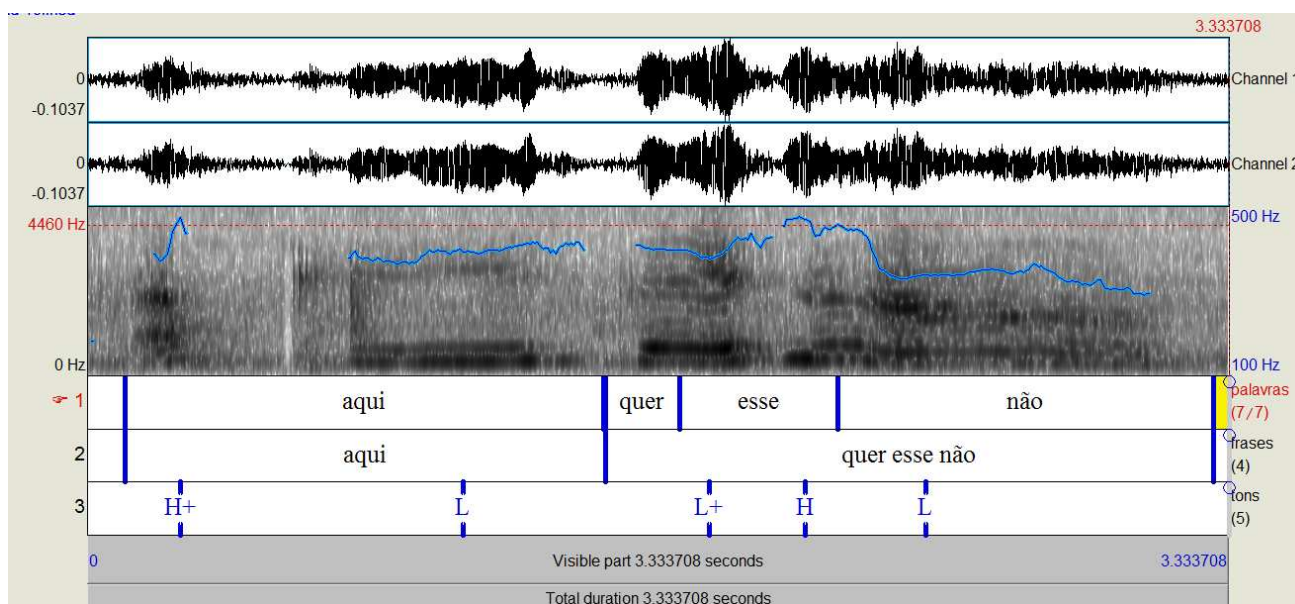 3.333708
0
-0.1037
Channel 1
0
-0.1037
Channel 2
4460 Hz
500 Hz
0 Hz
100 Hz
1 aqui quer esse não palavras (7/7)
2 aqui quer esse não frases (4)
3 H+ L L+ H L tons (5)
0 Visible part 3.333708 seconds 3.333708
Total duration 3.333708 seconds